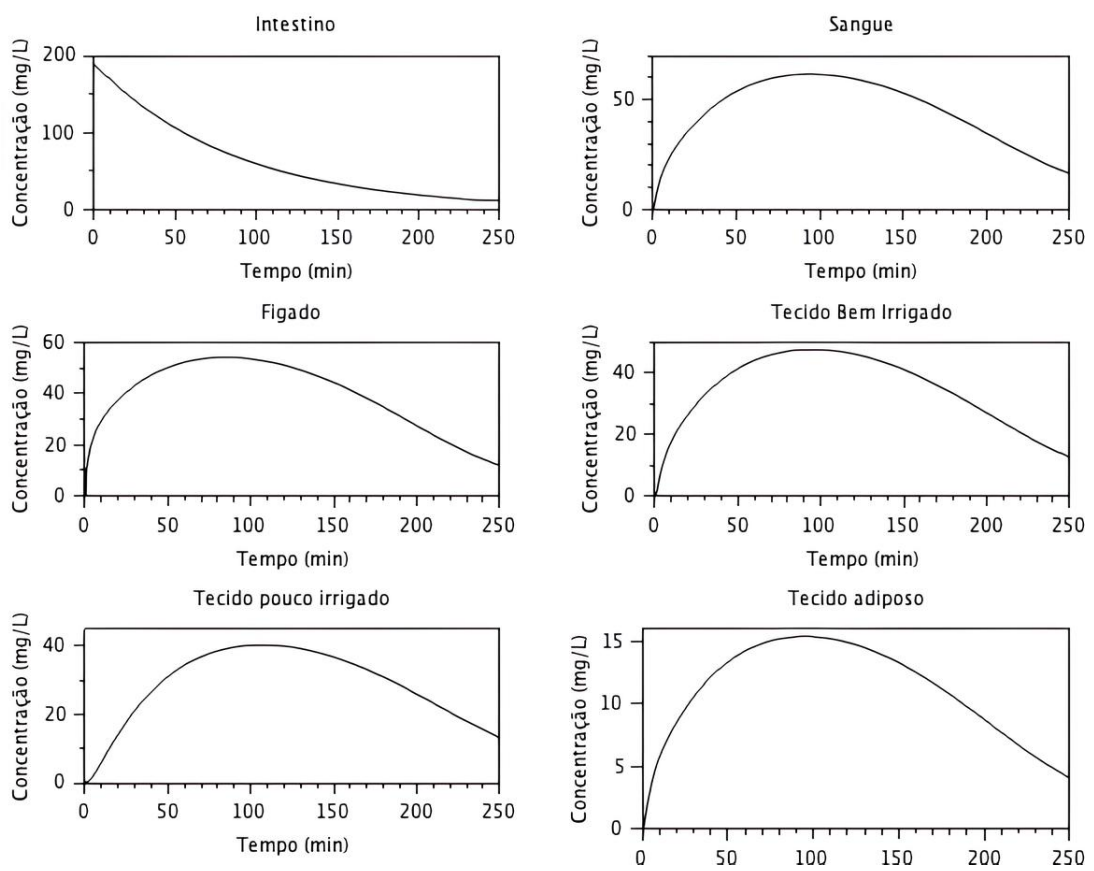 Intestino
Concentração (mg/L)
200
100
0
0 50 100 150 200 250
Tempo (min)
Sangue
Concentração (mg/L)
50
0
0 50 100 150 200 250
Tempo (min)
Figado
Concentração (mg/L)
60
40
20
0
0 50 100 150 200 250
Tempo (min)
Tecido Bem Irrigado
Concentração (mg/L)
40
20
0
0 50 100 150 200 250
Tempo (min)
Tecido pouco irrigado
Concentração (mg/L)
40
20
0
0 50 100 150 200 250
Tempo (min)
Tecido adiposo
Concentração (mg/L)
15
10
5
0
0 50 100 150 200 250